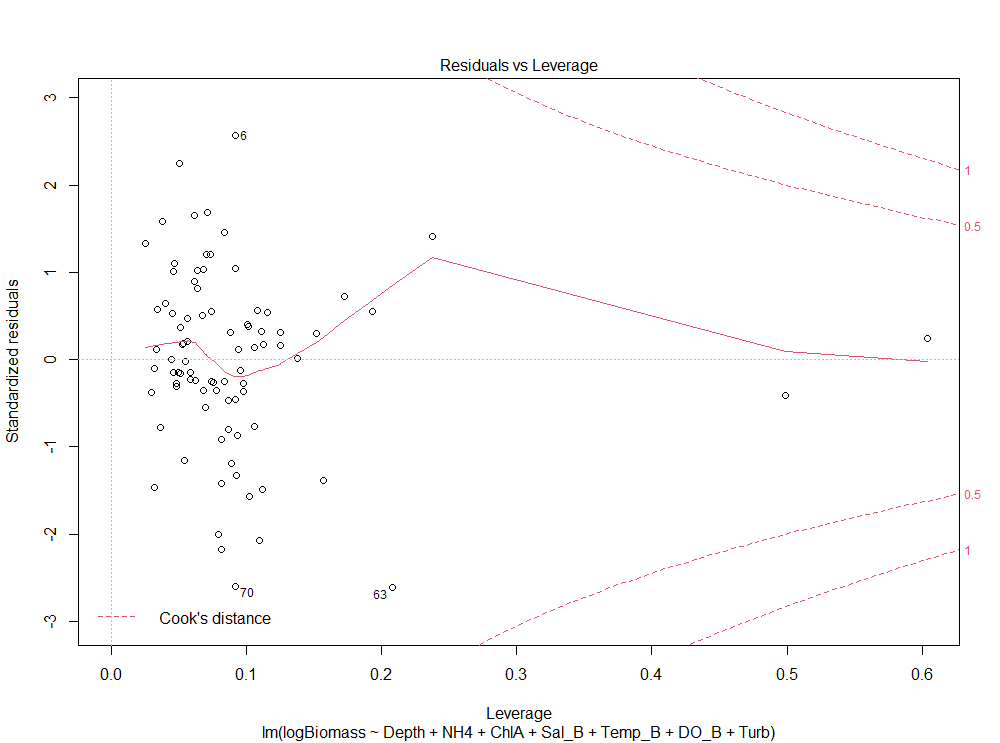 Residuals vs Leverage
3
2
1
0
-1
-2
-3
Standardized residuals
6
70
63
1
0.5
0.5
1
Cook's distance
0.0 0.1 0.2 0.3 0.4 0.5 0.6
Leverage
lm(logBiomass ~ Depth + NH4 + ChlA + Sal_B + Temp_B + DO_B + Turb)